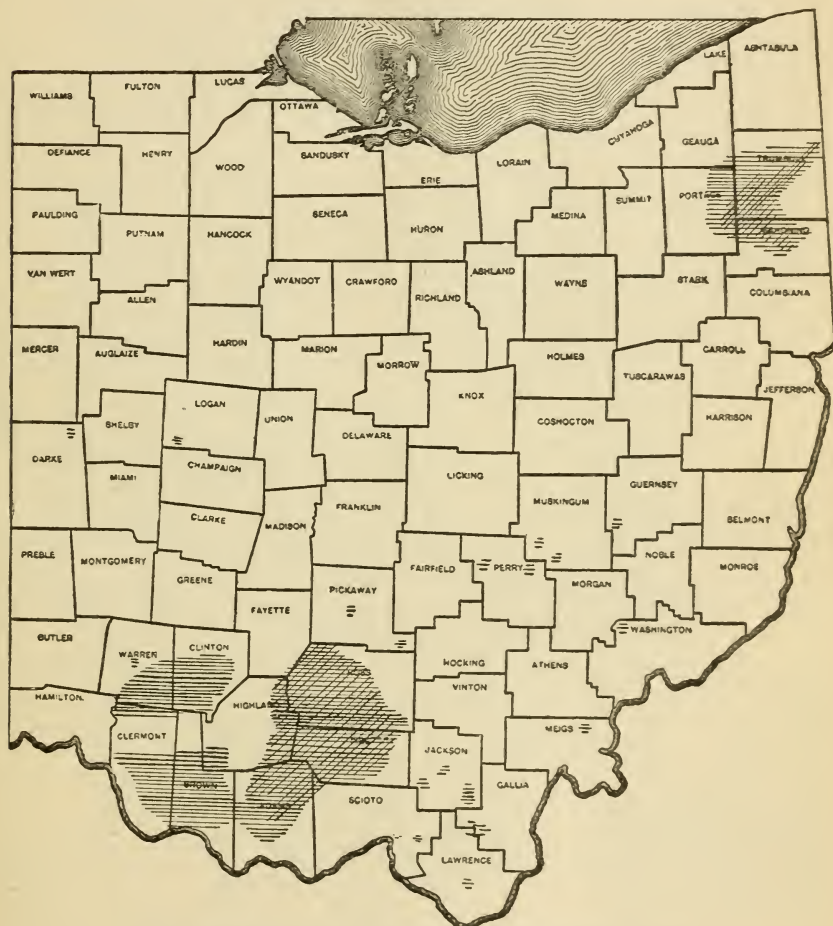 ASHTABULA
LAKE
LUCAS
FULTON
WILLIAMS
OTTAWA
CUYAHOGA
GEAUGA
DEFIANCE
HENRY
WOOD
SANDUSKY
ERIE
LORAIN
TRUMBULL
PORTAGE
SUMMIT
MEDINA
PAULDING
PUTNAM
HANCOCK
SENECA
HURON
MAHONING
VAN WERT
ALLEN
WYANDOT
CRAWFORD
RICHLAND
ASHLAND
WAYNE
STARK
COLUMBIANA
MERCER
AUGLAIZE
HARDIN
MARION
MORROW
HOLMES
TUSCARAWAS
CARROLL
JEFFERSON
KNOX
LOGAN
UNION
SHELBY
DELAWARE
COSHOCTON
HARRISON
DARKE
CHAMPAIGN
MIAMI
LICKING
MUSKINGUM
GUERNSEY
BELMONT
CLARKE
MADISON
FRANKLIN
PREBLE
MONTGOMERY
GREENE
PICKAWAY
FAIRFIELD
PERRY
MORGAN
NOBLE
MONROE
FAYETTE
BUTLER
WARREN
CLINTON
WASHINGTON
HOCKING
ATHENS
HAMILTON
HIGHLAND
VINTON
CLERMONT
MEIGS
JACKSON
BROWN
ADAMS
SCIOTO
GALLIA
LAWRENCE